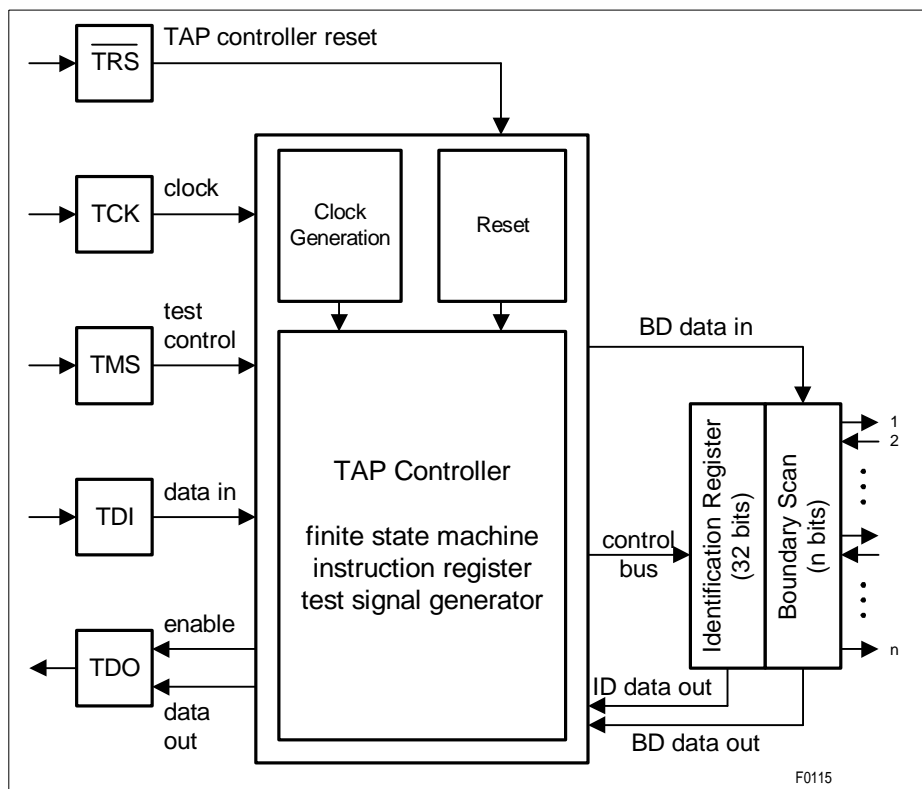 TRS
TAP controller reset
TCK
clock
Clock
Generation
Reset
TMS
test
control
BD data in
TAP Controller
finite state machine
instruction register
test signal generator
TDI
data in
control
bus
Identification Register
(32 bits)
Boundary Scan
(n bits)
1
2
n
TDO
enable
data
out
ID data out
BD data out
F0115